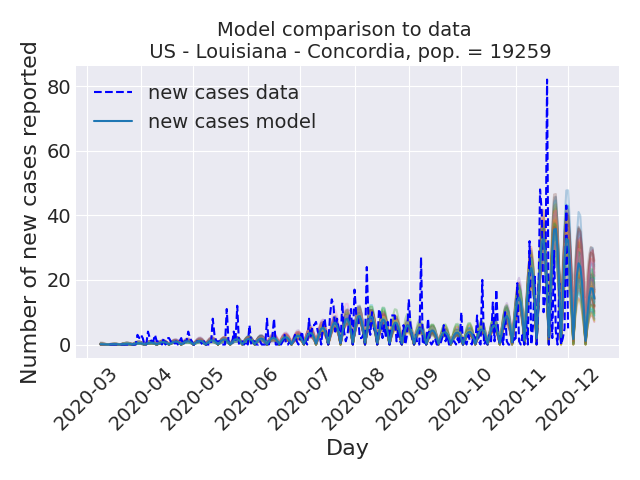 Model comparison to data
US - Louisiana - Concordia, pop. = 19259
Number of new cases reported
80
60
40
20
0
new cases data
new cases model
2020-03
2020-04
2020-05
2020-06
2020-07
2020-08
2020-09
2020-10
2020-11
2020-12
Day